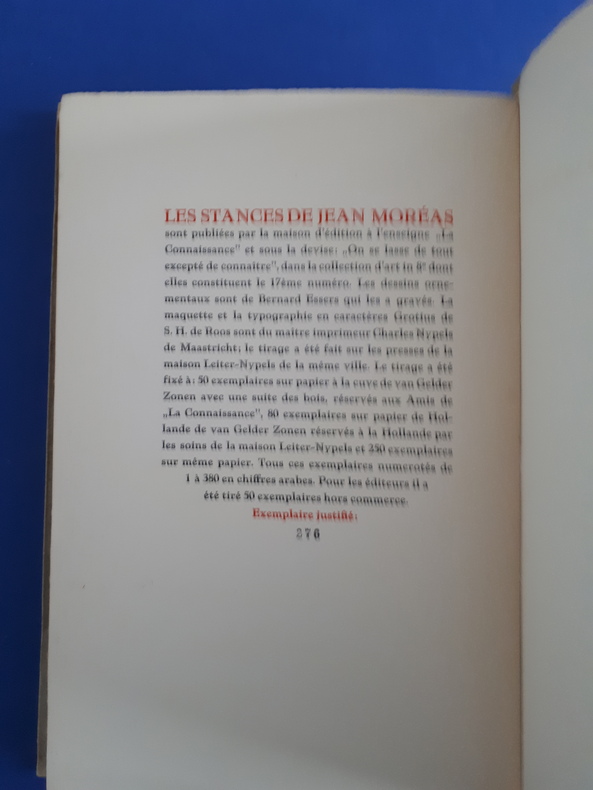 LES STANCES DE JEAN MORÉAS
sont publiées par la maison d'édition à l'enseigne „La
Connaissance" et sous la devise: „On se lasse de tout
excepté de connaître", dans la collection d'art in 8° dont
elles constituent le 17ème numéro. Les dessins orne-
mentaux sont de Bernard Essers qui les a gravés. La
maquette et la typographie en caractères Grotius de
S. H. de Roos sont du maître imprimeur Charles Nypels
de Maastricht; le tirage a été fait sur les presses de la
maison Leiter-Nypels de la même ville. Le tirage a été
fixé à: 50 exemplaires sur papier à la cuve de van Gelder
Zonen avec une suite des bois, réservés aux Amis de
„La Connaissance", 80 exemplaires sur papier de Hol-
lande de van Gelder Zonen réservés à la Hollande par
les soins de la maison Leiter-Nypels et 250 exemplaires
sur même papier. Tous ces exemplaires numerotés de
1 à 380 en chiffres arabes. Pour les éditeurs il a
été tiré 50 exemplaires hors commerce.
Exemplaire justifié:
276